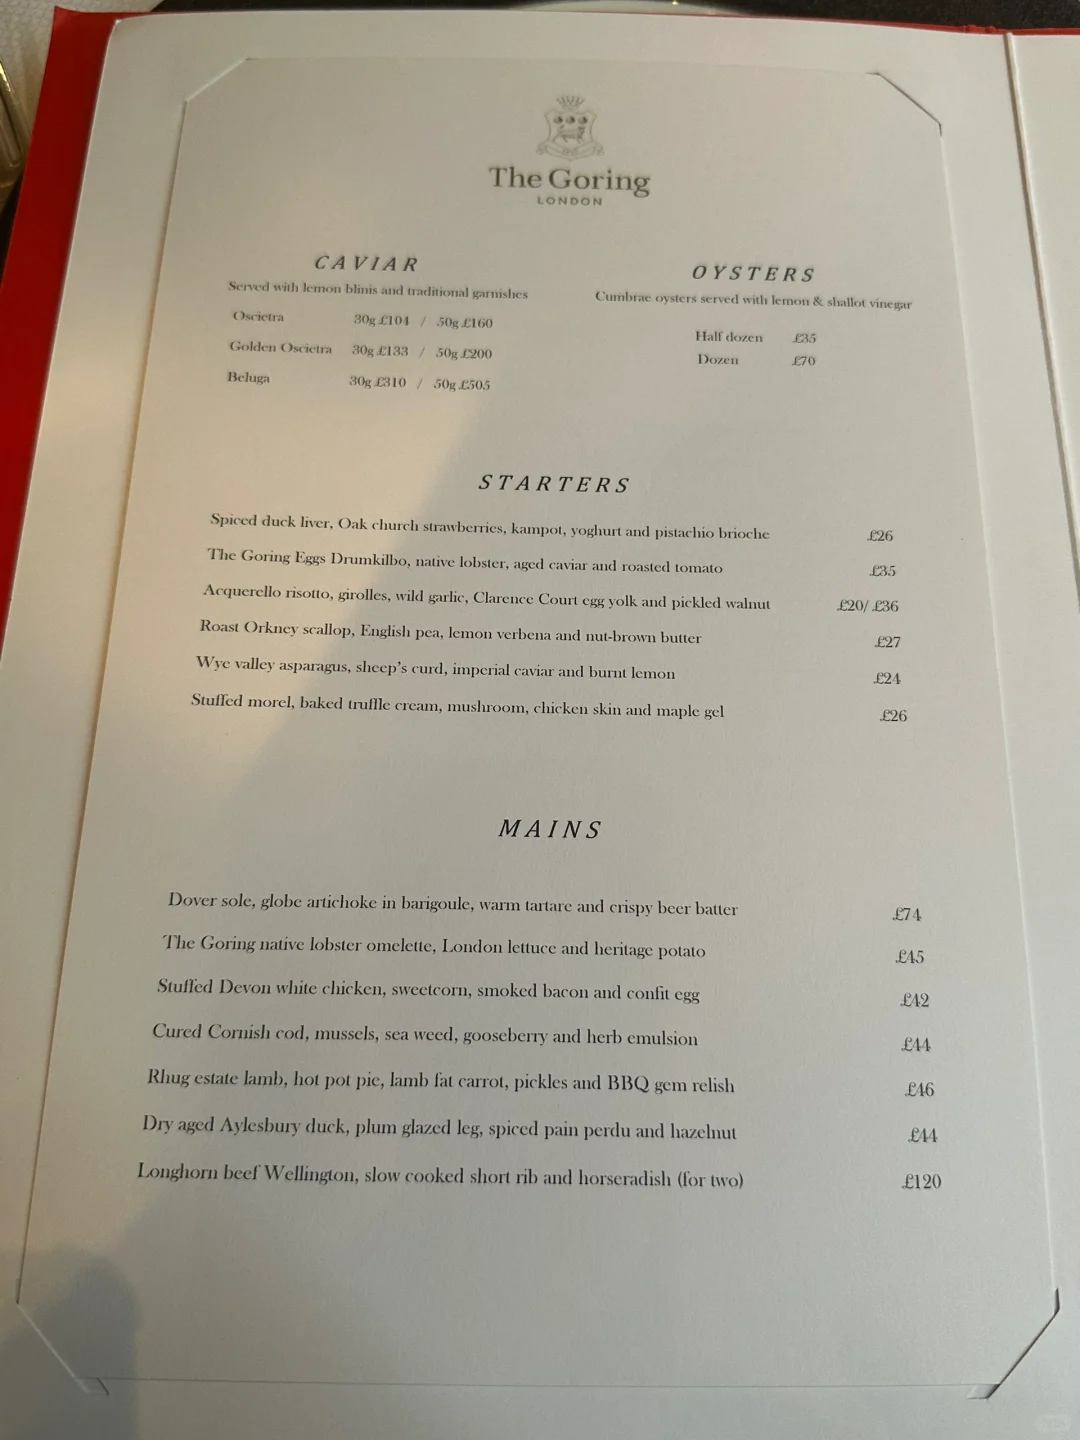 The Goring
LONDON
CAVIAR
Served with lemon blinis and traditional garnishes
Oscietra 30g £104 / 50g £160
Golden Oscietra 30g £133 / 50g £200
Beluga 30g £310 / 50g £505
OYSTERS
Cumbrae oysters served with lemon & shallot vinegar
Half dozen £35
Dozen £70
STARTERS
Spiced duck liver, Oak church strawberries, kampot, yoghurt and pistachio brioche £26
The Goring Eggs Drumkilbo, native lobster, aged caviar and roasted tomato £35
Acquerello risotto, girolles, wild garlic, Clarence Court egg yolk and pickled walnut £20/ £36
Roast Orkney scallop, English pea, lemon verbena and nut-brown butter £27
Wye valley asparagus, sheep's curd, imperial caviar and burnt lemon £24
Stuffed morel, baked truffle cream, mushroom, chicken skin and maple gel £26
MAINS
Dover sole, globe artichoke in barigoule, warm tartare and crispy beer batter £74
The Goring native lobster omelette, London lettuce and heritage potato £45
Stuffed Devon white chicken, sweetcorn, smoked bacon and confit egg £42
Cured Cornish cod, mussels, sea weed, gooseberry and herb emulsion £44
Rhug estate lamb, hot pot pie, lamb fat carrot, pickles and BBQ gem relish £46
Dry aged Aylesbury duck, plum glazed leg, spiced pain perdu and hazelnut £44
Longhorn beef Wellington, slow cooked short rib and horseradish (for two) £120